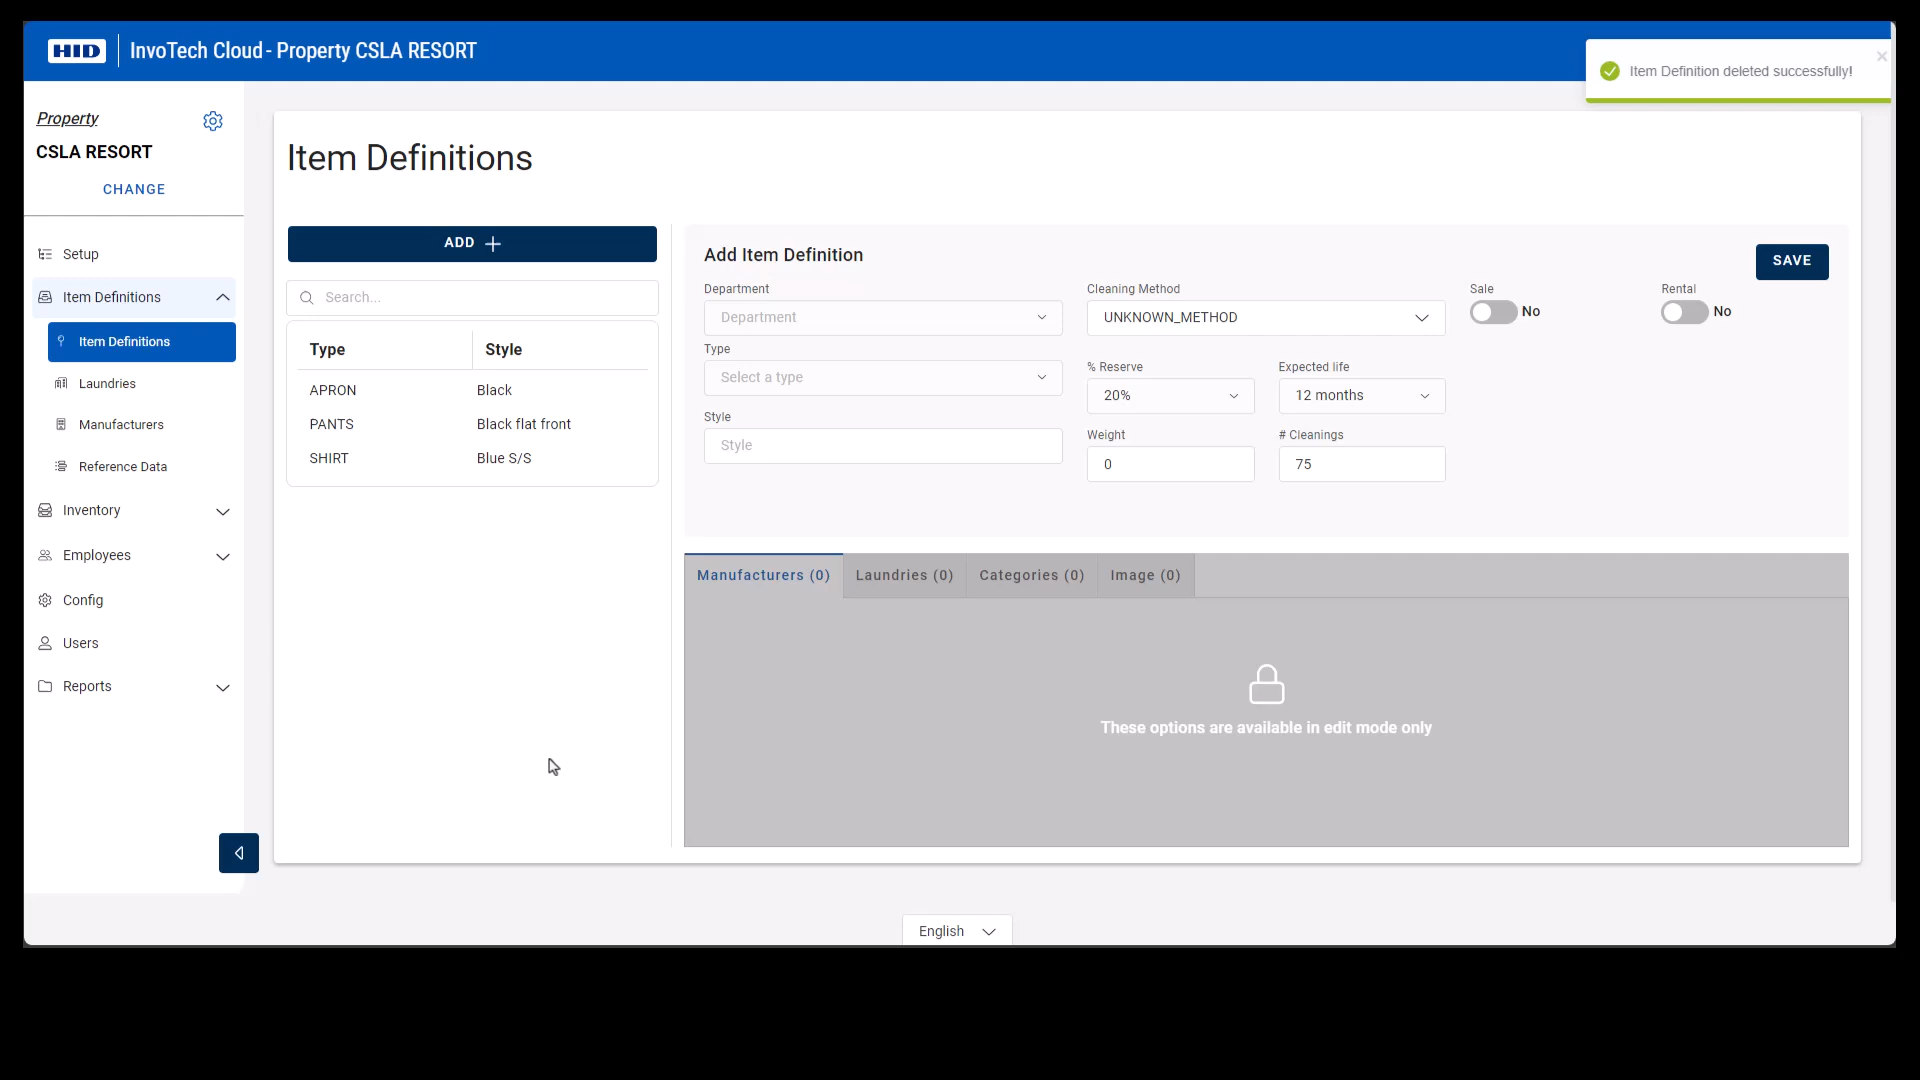 HID
InvoTech Cloud - Property CSLA RESORT
Item Definition deleted successfully!
Property
CSLA RESORT
CHANGE
Setup
Item Definitions
Item Definitions
Laundries
Manufacturers
Reference Data
Inventory
Employees
Config
Users
Reports
Item Definitions
ADD
Search...
Type Style
APRON Black
PANTS Black flat front
SHIRT Blue S/S
Add Item Definition
SAVE
Department
Department
Type
Select a type
Style
Style
Cleaning Method
UNKNOWN_METHOD
% Reserve
20%
Expected life
12 months
Weight
0
# Cleanings
75
Sale
No
Rental
No
Manufacturers (0) Laundries (0) Categories (0) Image (0)
These options are available in edit mode only
English